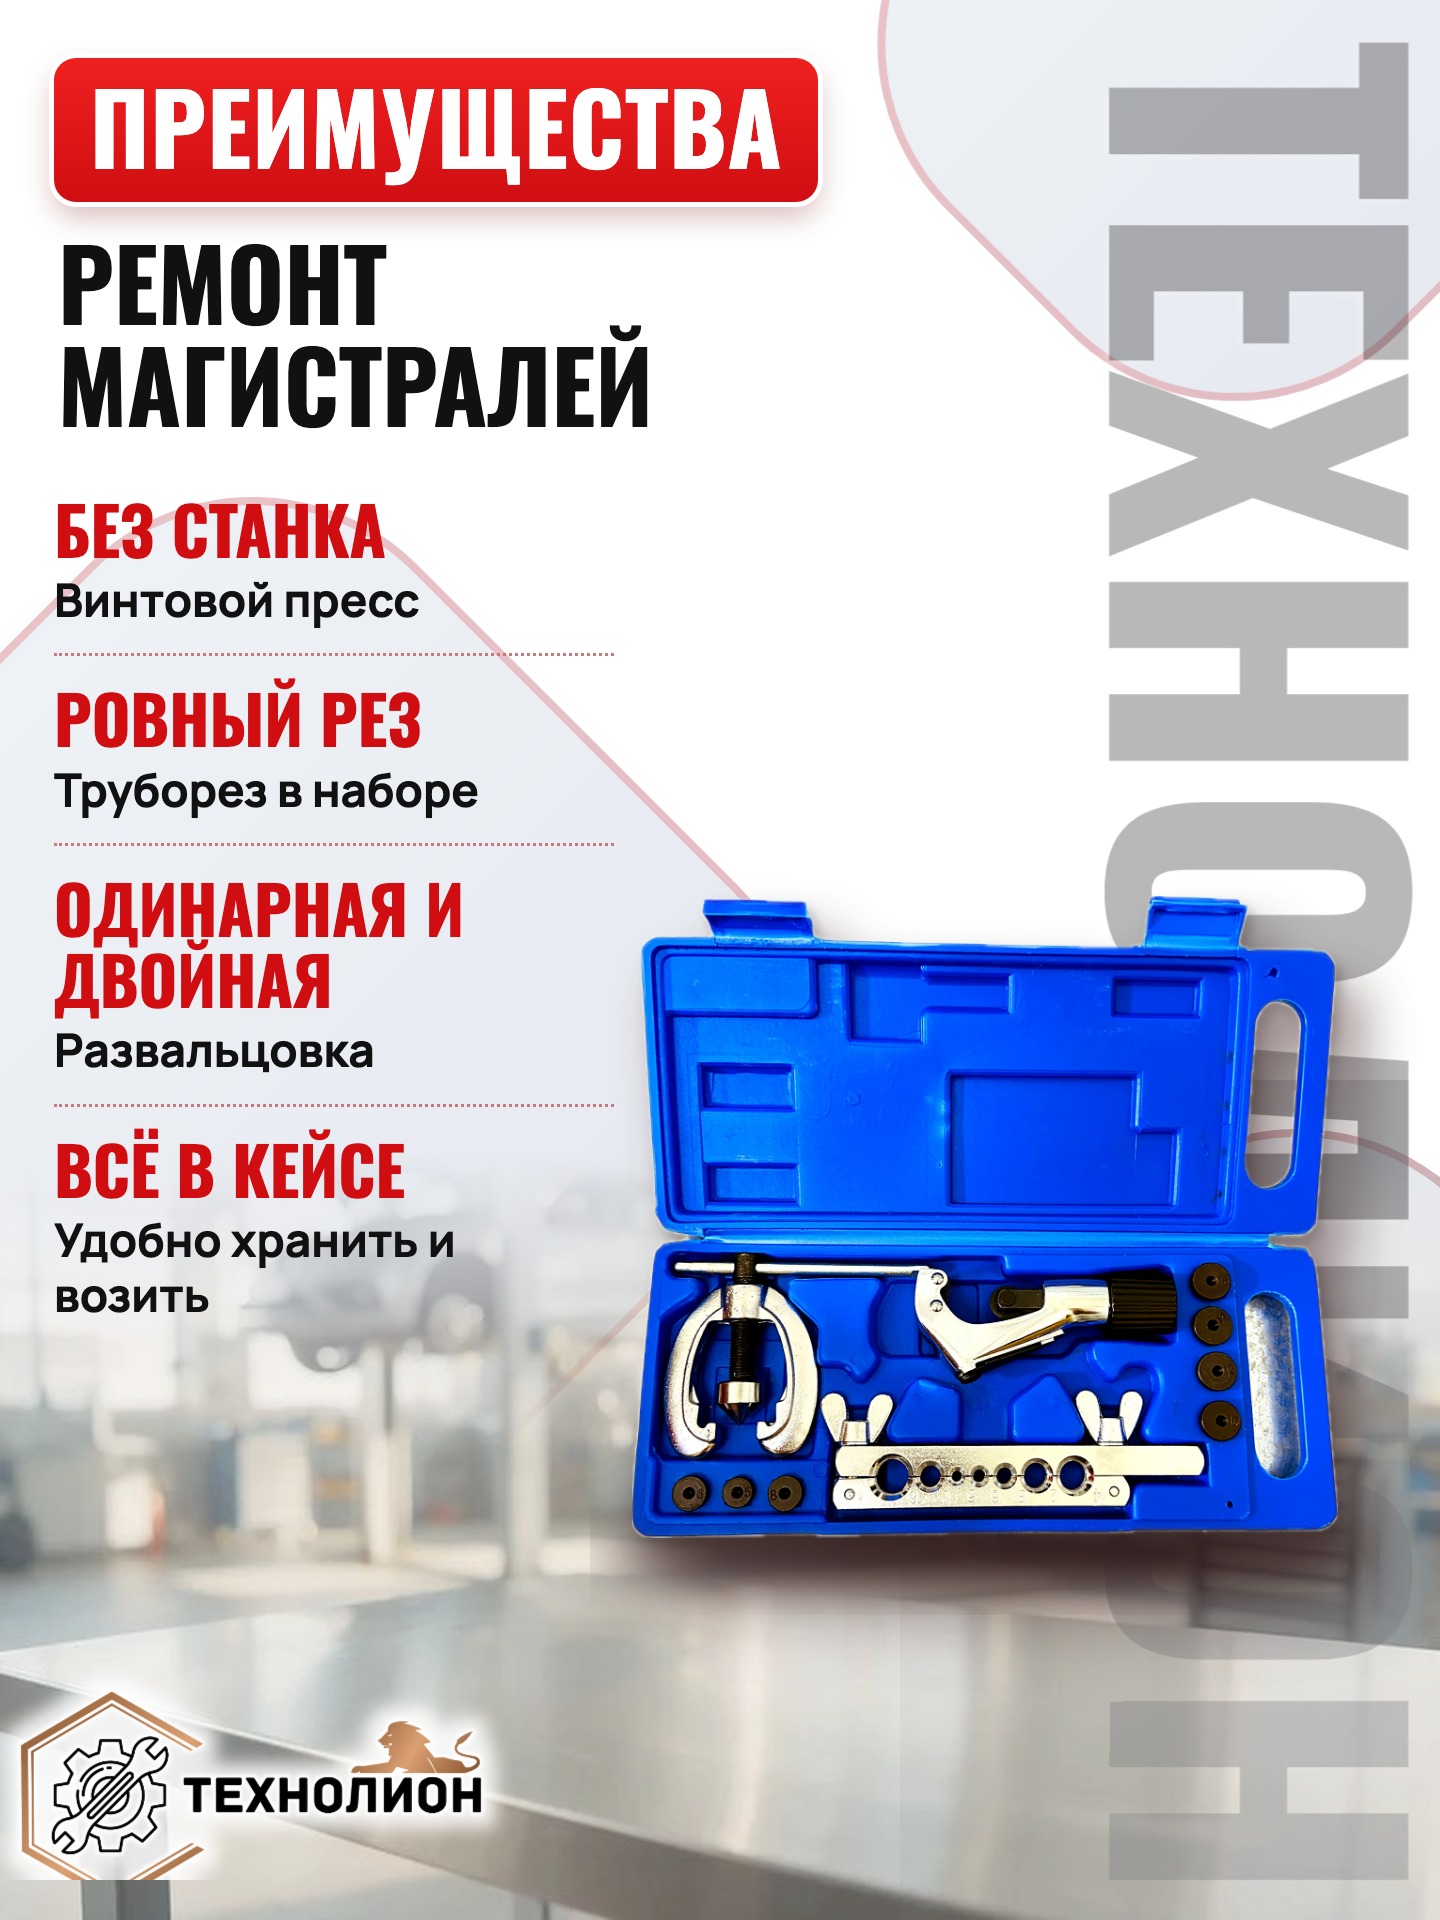 ПРЕИМУЩЕСТВА
РЕМОНТ
МАГИСТРАЛЕЙ
БЕЗ СТАНКА
Винтовой пресс
РОВНЫЙ РЕЗ
Труборез в наборе
ОДИНАРНАЯ И
ДВОЙНАЯ
Развальцовка
ВСЁ В КЕЙСЕ
Удобно хранить и
возить
ТЕХНОЛИОН
ТЕХНОЛИОН